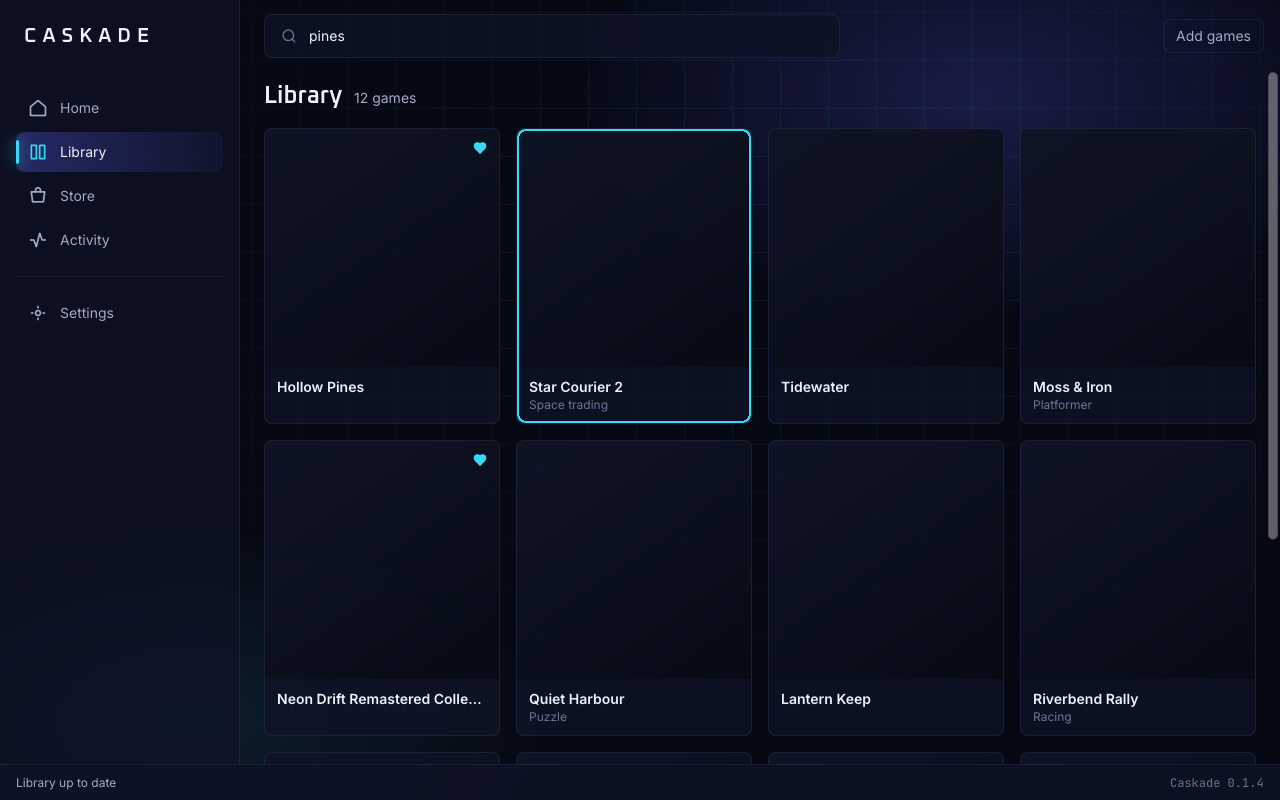 CASKADE
pines
Add games
Home
Library
Store
Activity
Settings
Library 12 games
Hollow Pines
Star Courier 2
Space trading
Tidewater
Moss & Iron
Platformer
Neon Drift Remastered Colle…
Quiet Harbour
Puzzle
Lantern Keep
Riverbend Rally
Racing
Library up to date
Caskade 0.1.4